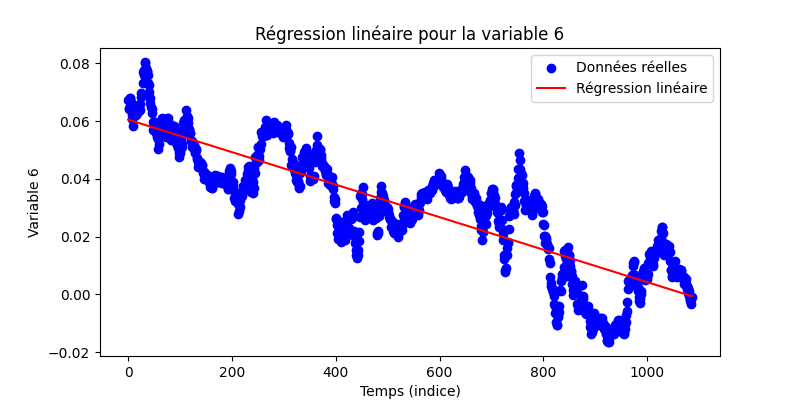 Régression linéaire pour la variable 6
Données réelles
Régression linéaire
Variable 6
0.08
0.06
0.04
0.02
0.00
−0.02
0
200
400
600
800
1000
Temps (indice)